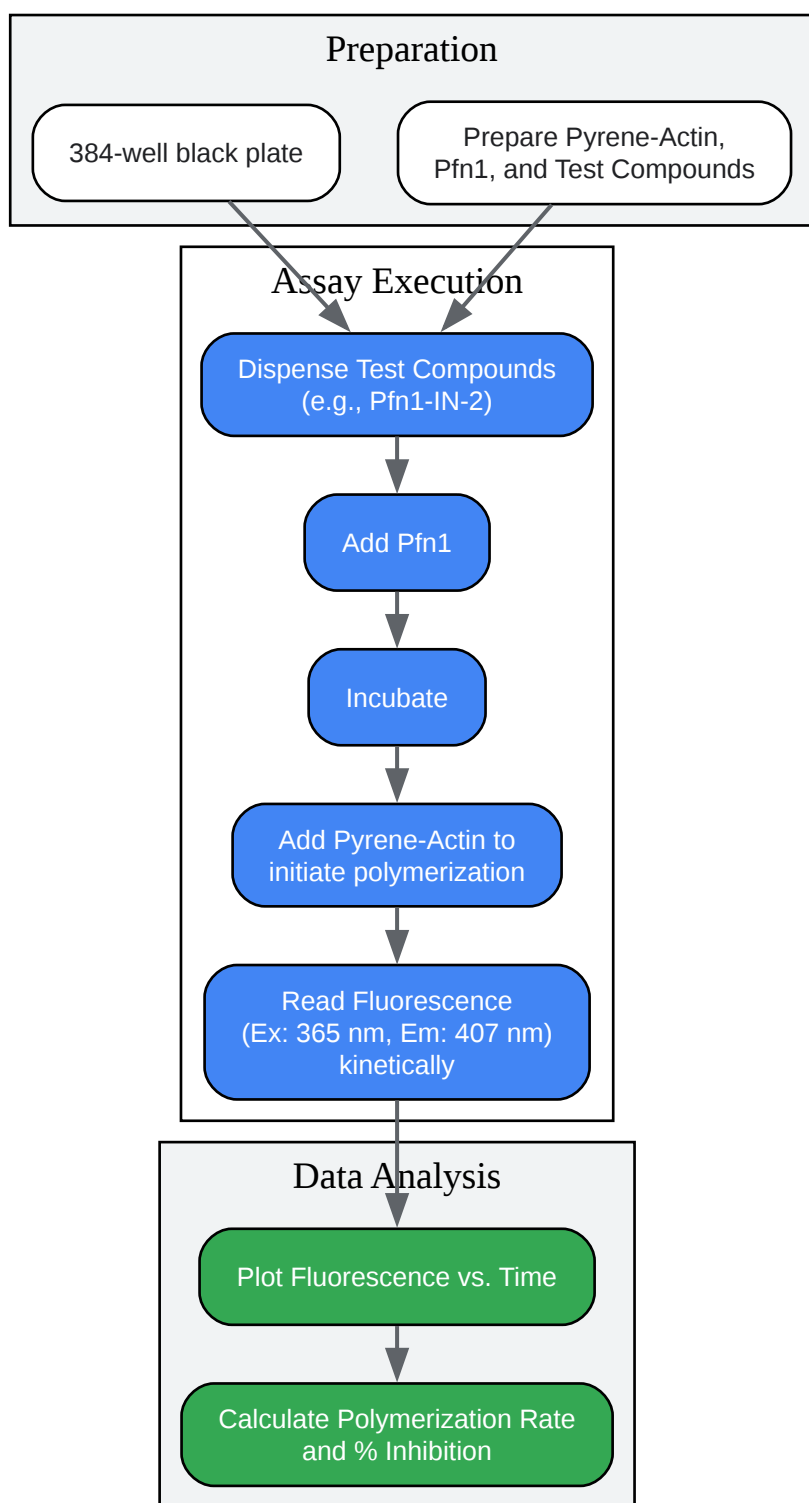 Preparation
384-well black plate
Prepare Pyrene-Actin,
Pfn1, and Test Compounds
Assay Execution
Dispense Test Compounds
(e.g., Pfn1-IN-2)
Add Pfn1
Incubate
Add Pyrene-Actin to
initiate polymerization
Read Fluorescence
(Ex: 365 nm, Em: 407 nm)
kinetically
Data Analysis
Plot Fluorescence vs. Time
Calculate Polymerization Rate
and % Inhibition